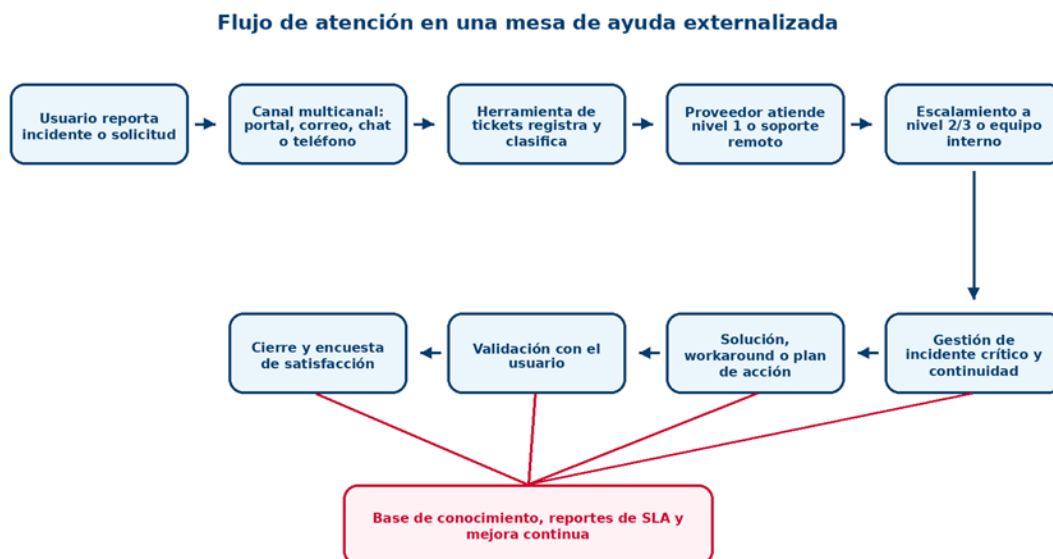 Flujo de atención en una mesa de ayuda externalizada
Usuario reporta
incidente o solicitud
Canal multicanal:
portal, correo, chat
o teléfono
Herramienta de
tickets registra y
clasifica
Proveedor atiende
nivel 1 o soporte
remoto
Escalamiento a
nivel 2/3 o equipo
interno
Cierre y encuesta
de satisfacción
Validación con el
usuario
Solución,
workaround o plan
de acción
Gestión de
incidente crítico y
continuidad
Base de conocimiento, reportes de SLA y
mejora continua